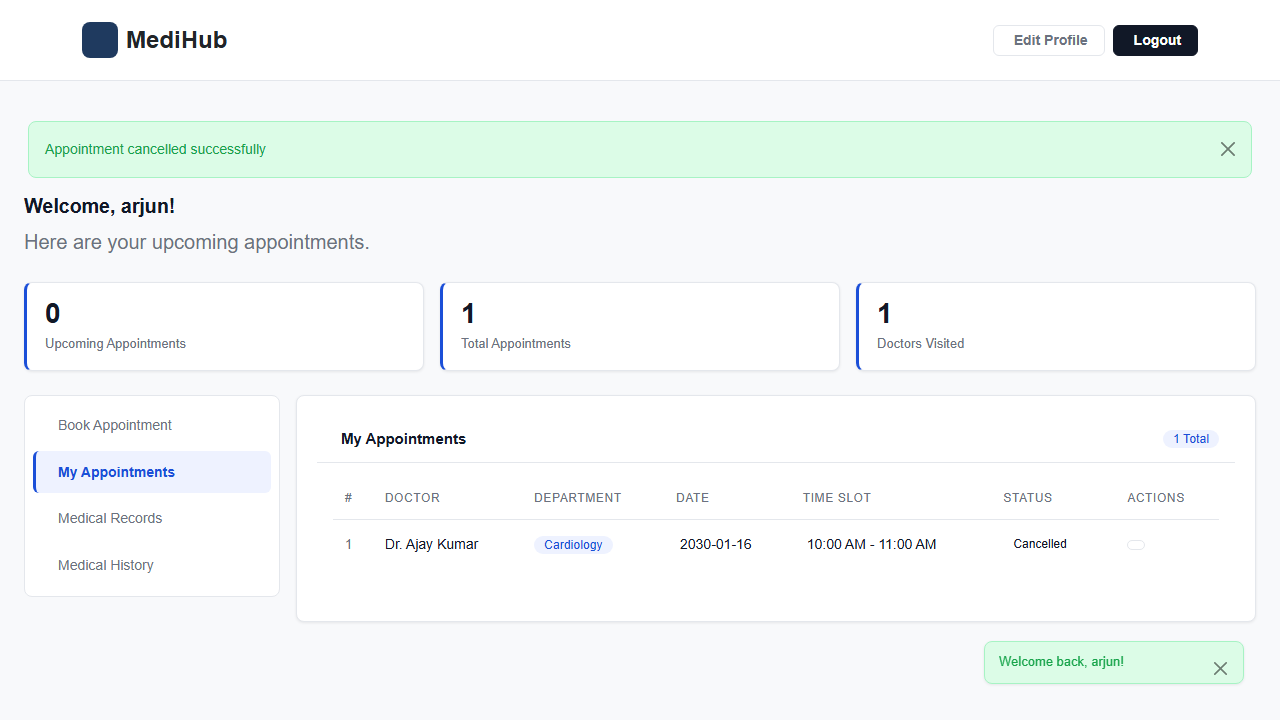 MediHub
Edit Profile
Logout
Appointment cancelled successfully
Welcome, arjun!
Here are your upcoming appointments.
0
Upcoming Appointments
1
Total Appointments
1
Doctors Visited
Book Appointment
My Appointments
Medical Records
Medical History
My Appointments
1 Total
# DOCTOR DEPARTMENT DATE TIME SLOT STATUS ACTIONS
1 Dr. Ajay Kumar Cardiology 2030-01-16 10:00 AM - 11:00 AM Cancelled
Welcome back, arjun!